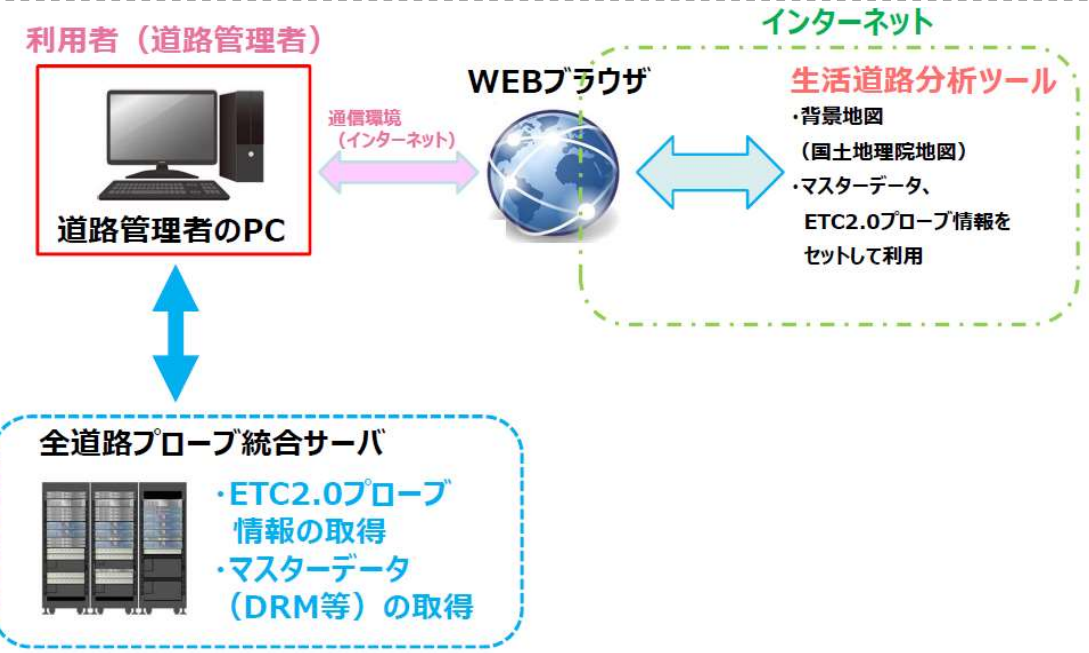 インターネット
利用者（道路管理者）
WEBブラウザ
生活道路分析ツール
・背景地図
（国土地理院地図）
・マスターデータ、
ETC2.0プローブ情報を
セットして利用
通信環境
（インターネット）
道路管理者のPC
全道路プローブ統合サーバ
・ETC2.0プローブ
情報の取得
・マスターデータ
（DRM等）の取得